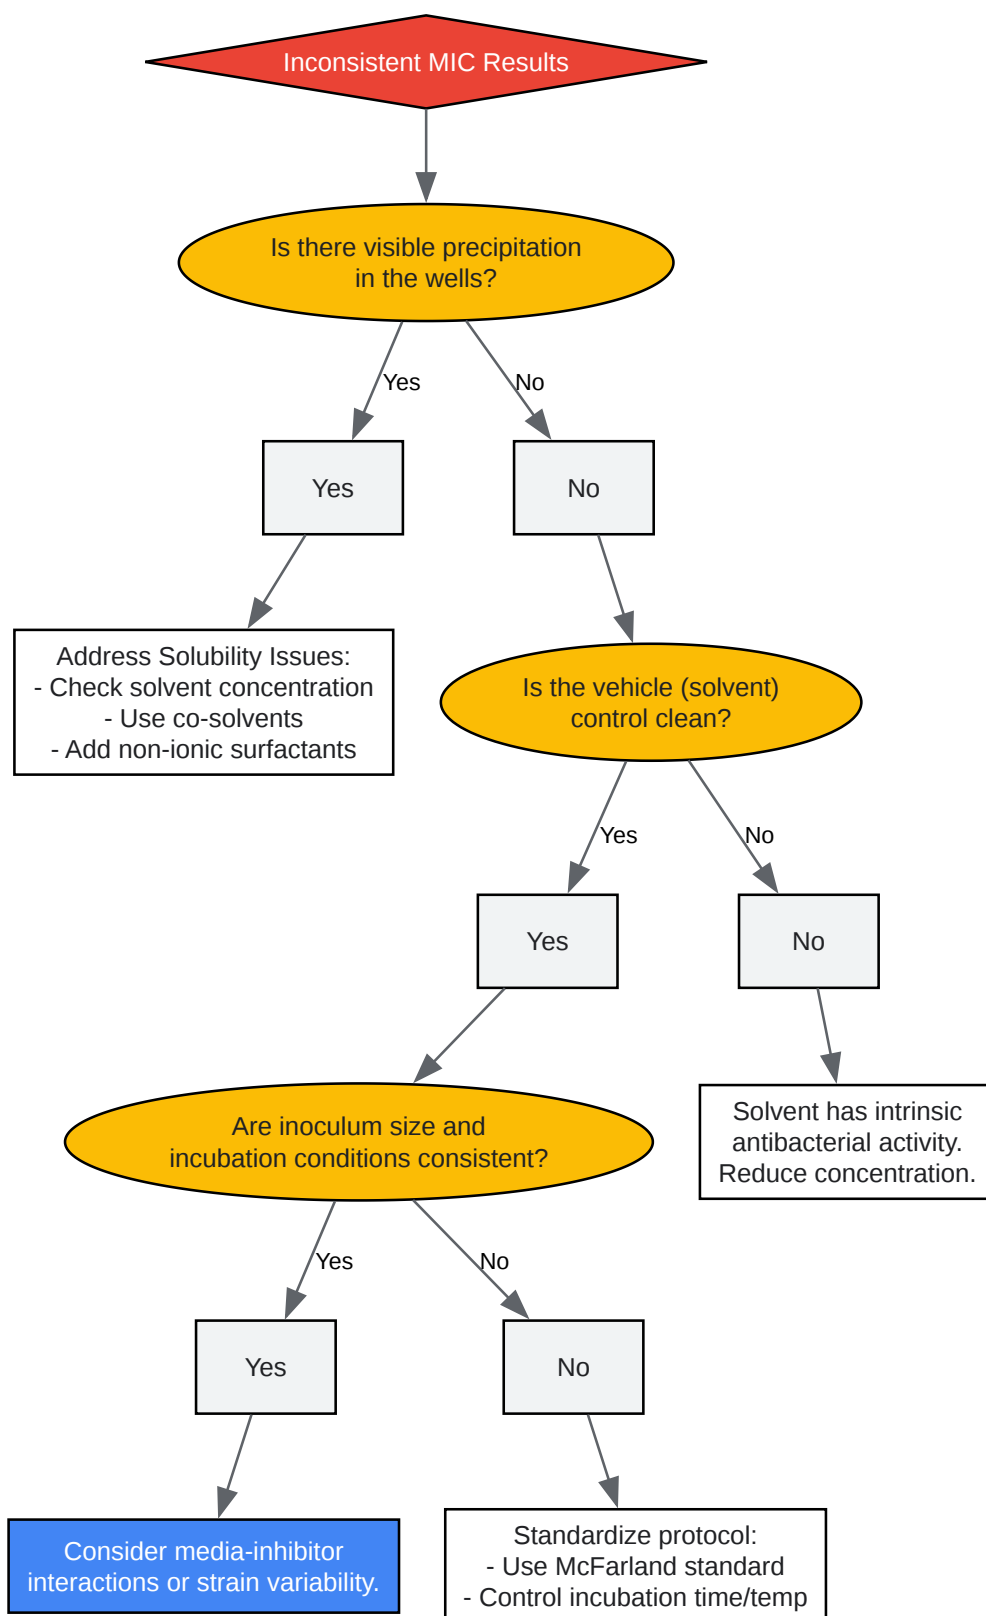 Inconsistent MIC Results
Is there visible precipitation
in the wells?
Yes
No
Yes
No
Address Solubility Issues:
- Check solvent concentration
- Use co-solvents
- Add non-ionic surfactants
Is the vehicle (solvent)
control clean?
Yes
No
Yes
No
Are inoculum size and
incubation conditions consistent?
Solvent has intrinsic
antibacterial activity.
Reduce concentration.
Yes
No
Yes
No
Consider media-inhibitor
interactions or strain variability.
Standardize protocol:
- Use McFarland standard
- Control incubation time/temp